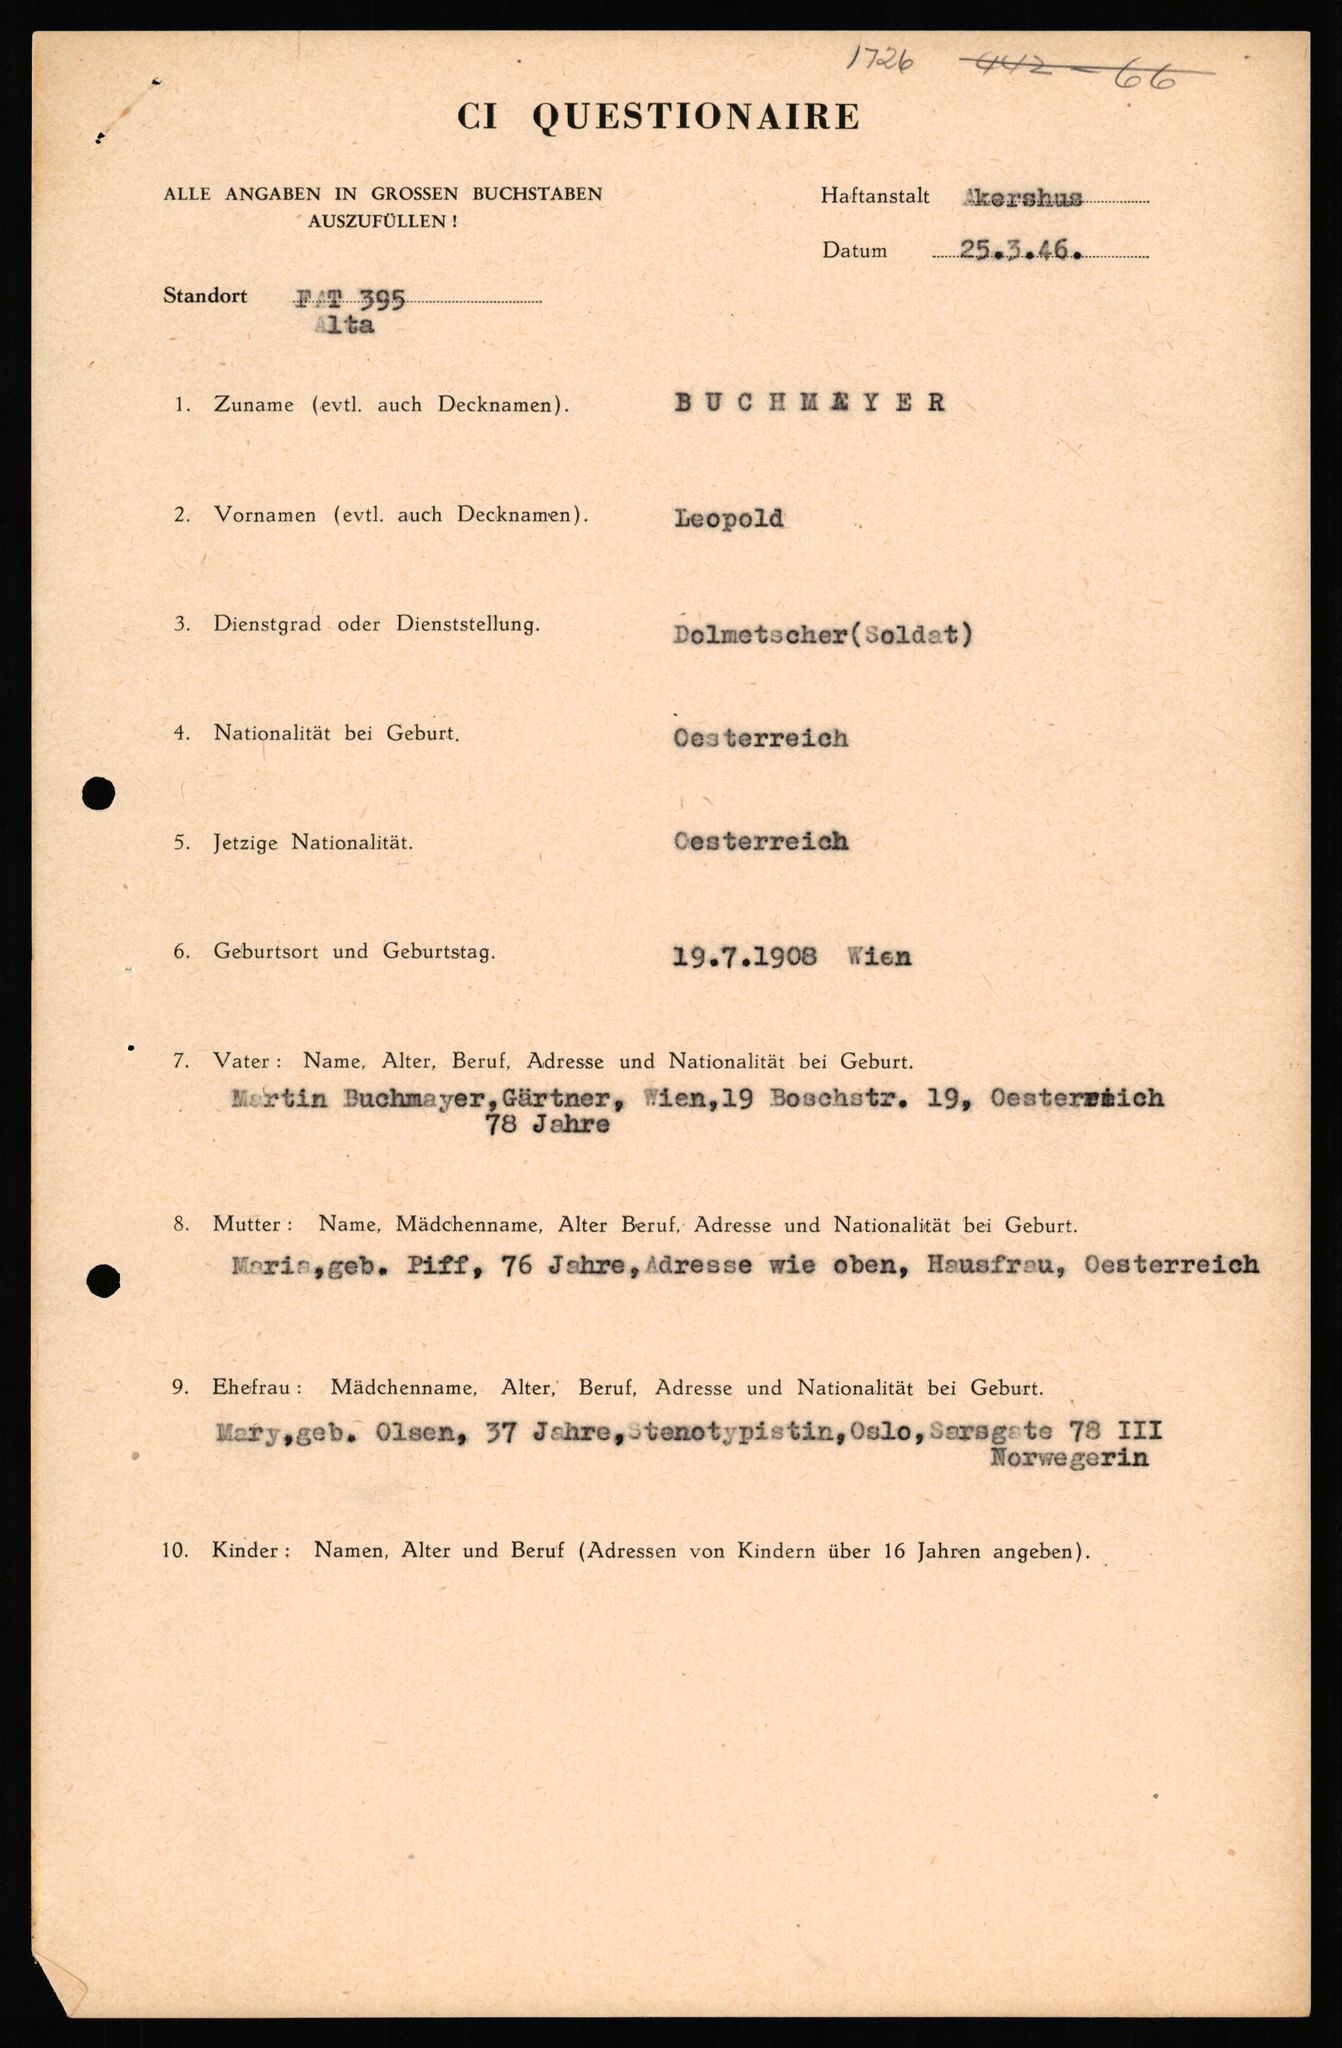 1726 442 - 66
CI QUESTIONAIRE
ALLE ANGABEN IN GROSSEN BUCHSTABEN
AUSZUFÜLLEN!
Haftanstalt Akershus
Datum 25.3.46.
Standort FAT 395
Alta
1. Zuname (evtl. auch Decknamen). BUCHMAYER
2. Vornamen (evtl. auch Decknamen). Leopold
3. Dienstgrad oder Dienststellung. Dolmetscher(Soldat)
4. Nationalität bei Geburt. Oesterreich
5. Jetzige Nationalität. Oesterreich
6. Geburtsort und Geburtstag. 19.7.1908 Wien
7. Vater: Name, Alter, Beruf, Adresse und Nationalität bei Geburt.
Martin Buchmayer,Gärtner, Wien,19 Boschstr. 19, Oesterreich
78 Jahre
8. Mutter: Name, Mädchenname, Alter Beruf, Adresse und Nationalität bei Geburt.
Maria,geb. Piff, 76 Jahre,Adresse wie oben, Hausfrau, Oesterreich
9. Ehefrau: Mädchenname, Alter, Beruf, Adresse und Nationalität bei Geburt.
Mary,geb. Olsen, 37 Jahre,Stenotypistin,Oslo,Sarsgate 78 III
Norwegerin
10. Kinder: Namen, Alter und Beruf (Adressen von Kindern über 16 Jahren angeben).